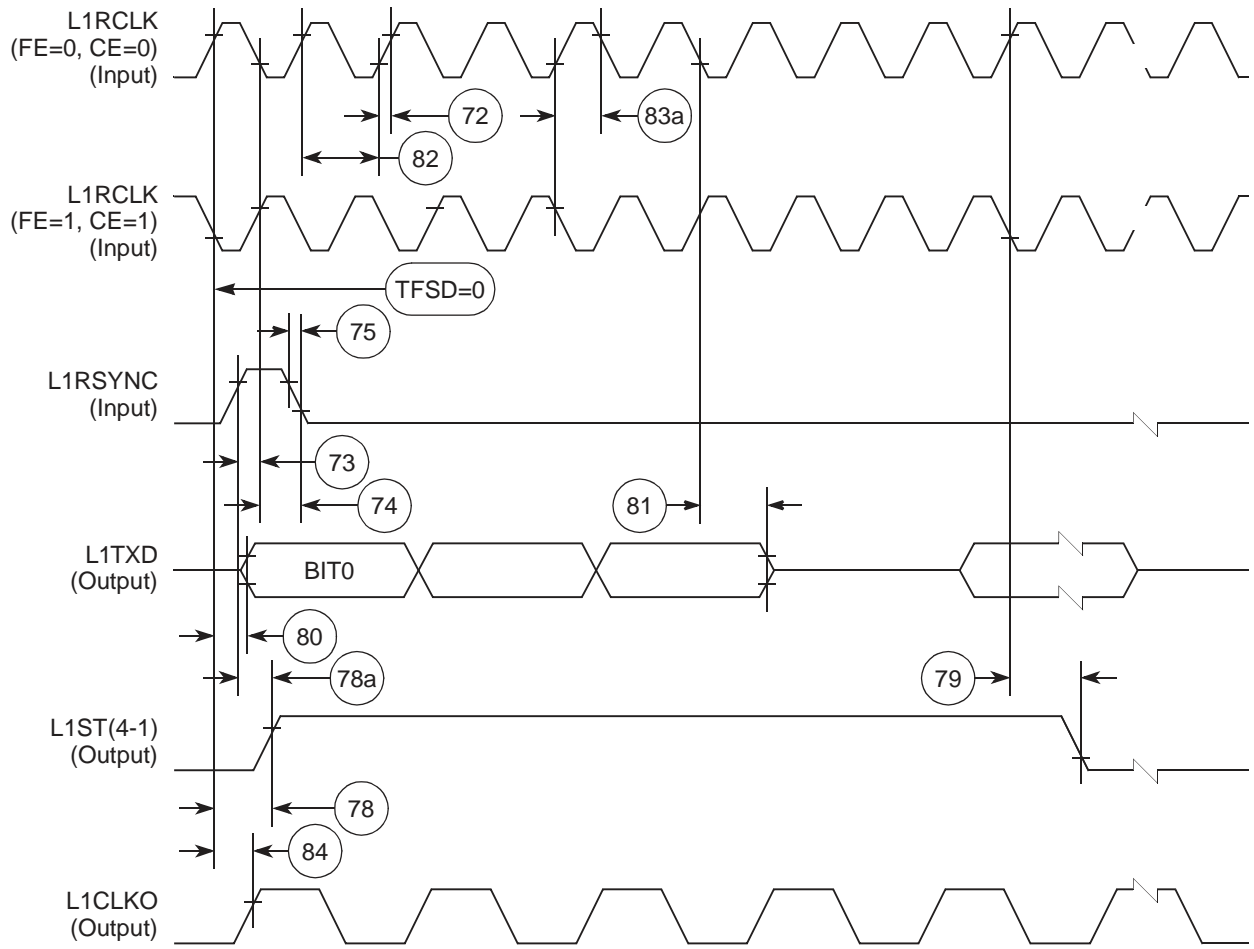 L1RCLK
(FE=0, CE=0)
(Input)
72
83a
82
L1RCLK
(FE=1, CE=1)
(Input)
TFSD=0
75
L1RSYNC
(Input)
73
74
81
L1TXD
(Output)
BIT0
80
78a
79
L1ST(4-1)
(Output)
78
84
L1CLKO
(Output)